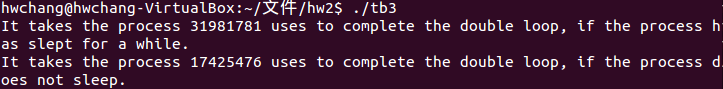 hwchang@hwchang-VirtualBox:~/文件/hw2$ ./tb3
It takes the process 31981781 uses to complete the double loop, if the process h
as slept for a while.
It takes the process 17425476 uses to complete the double loop, if the process d
oes not sleep.